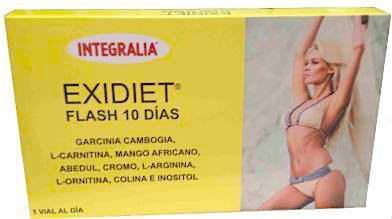 INTEGRALIA
EXIDIET®
FLASH 10 DÍAS
GARCINIA CAMBOGIA,
L-CARNITINA, MANGO AFRICANO,
ABEDUL, CROMO, L-ARGININA,
L-ORNITINA, COLINA E INOSITOL
1 VIAL AL DÍA